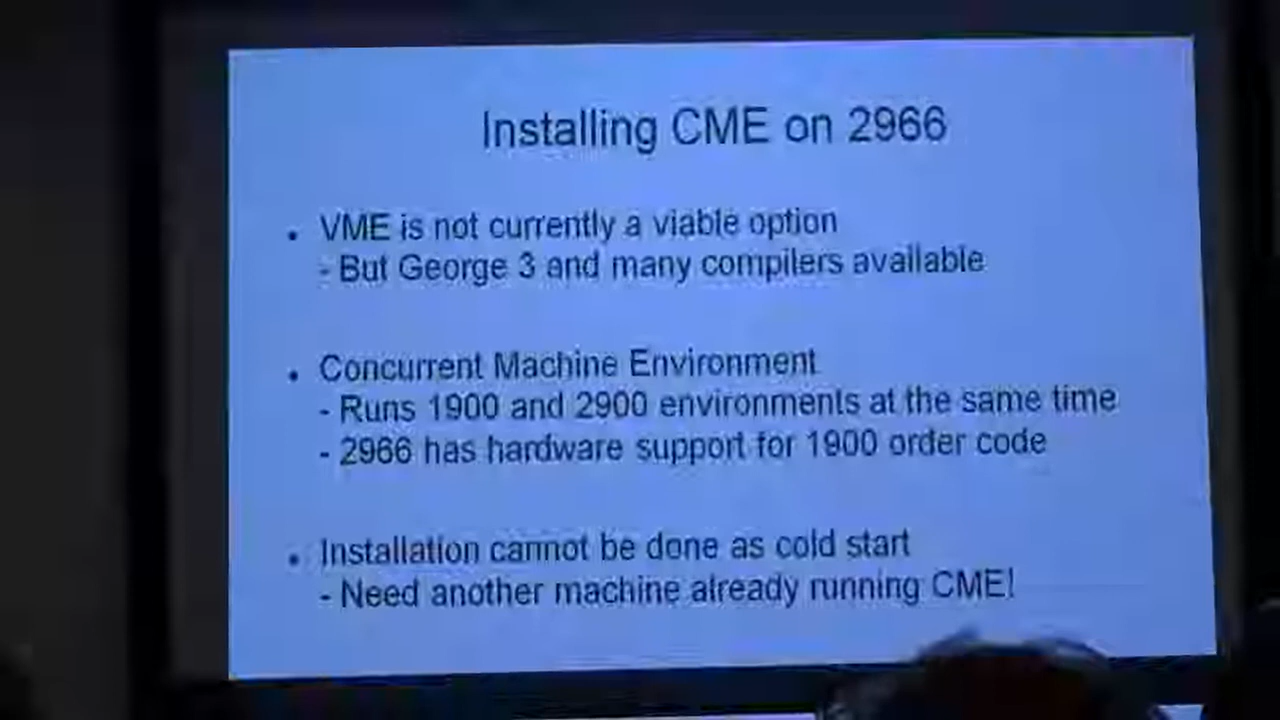 Installing CME on 2966
• VME is not currently a viable option
- But George 3 and many compilers available
• Concurrent Machine Environment
- Runs 1900 and 2900 environments at the same time
- 2966 has hardware support for 1900 order code
• Installation cannot be done as cold start
- Need another machine already running CME!